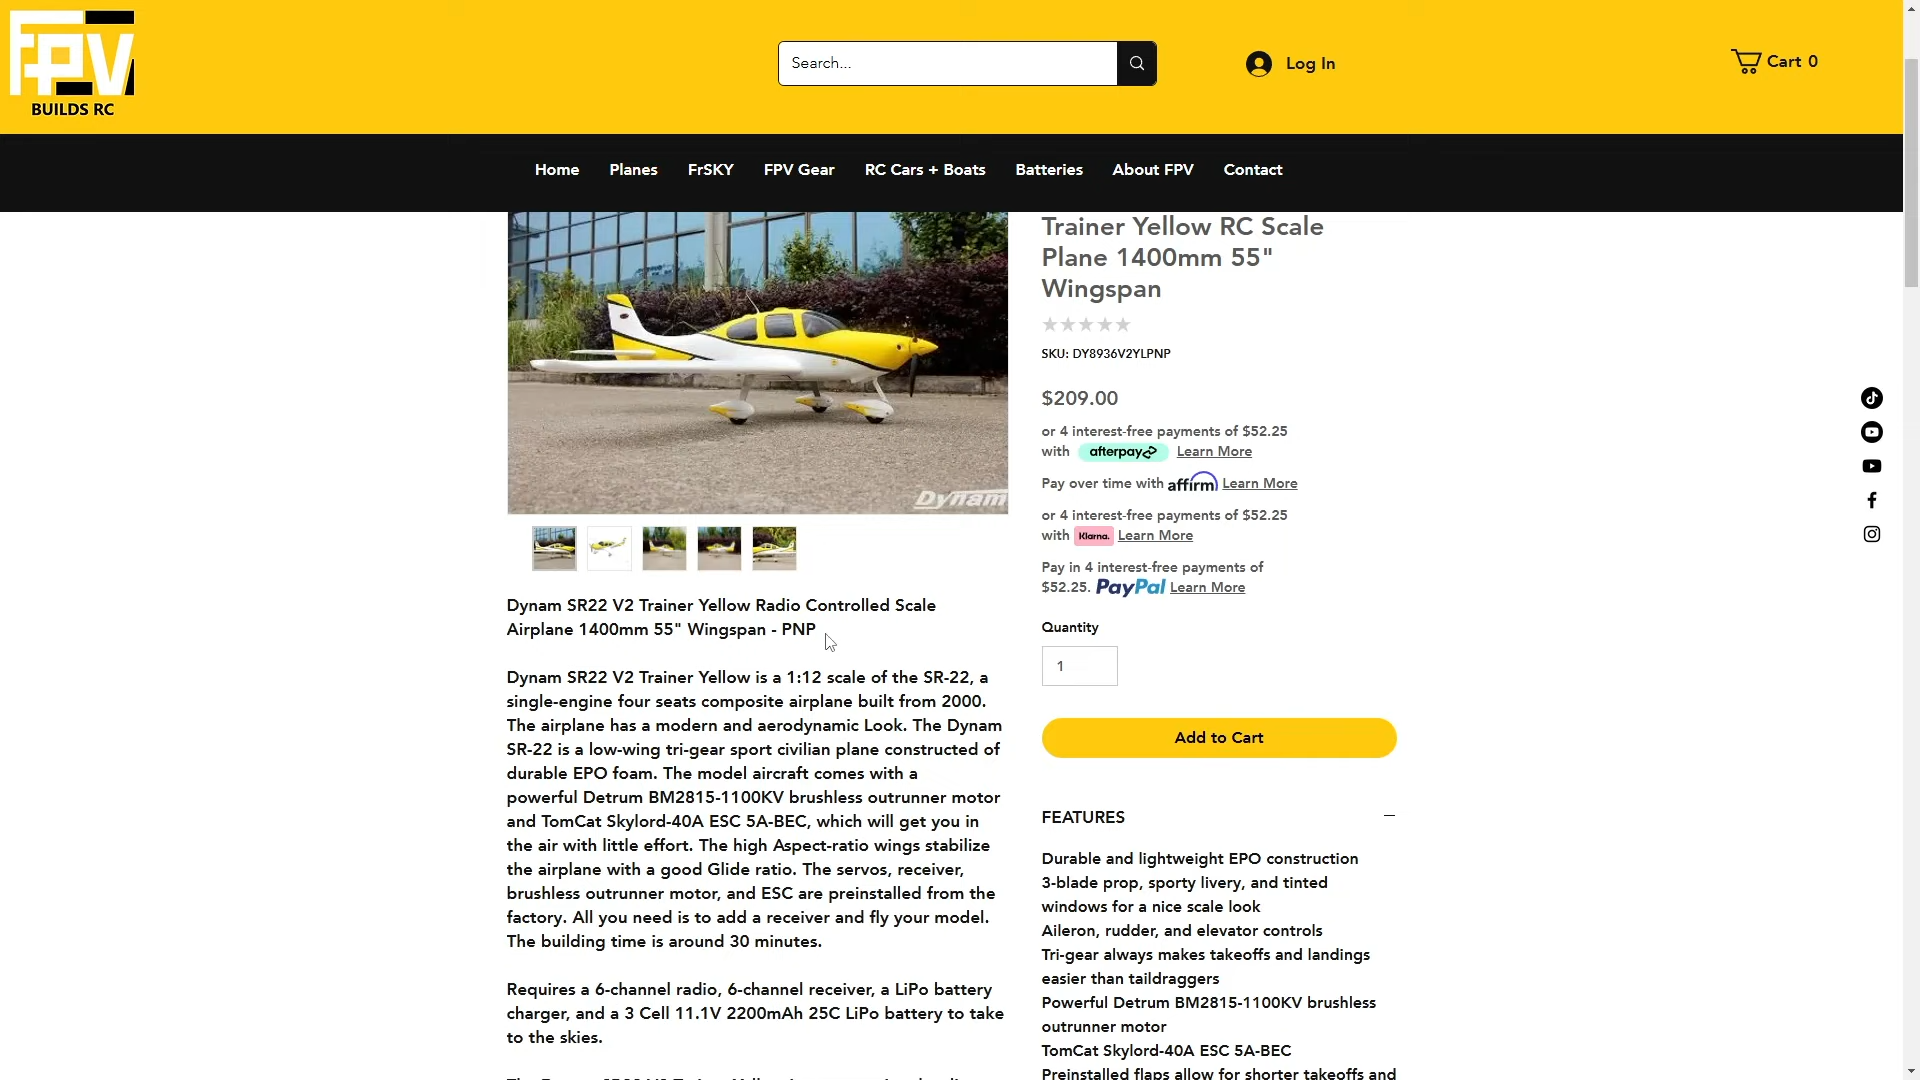 FPV
BUILDS RC
Search...
Log In
Cart 0
Home Planes FrSKY FPV Gear RC Cars + Boats Batteries About FPV Contact
Dynam
Dynam SR22 V2 Trainer Yellow Radio Controlled Scale
Airplane 1400mm 55" Wingspan - PNP
Dynam SR22 V2 Trainer Yellow is a 1:12 scale of the SR-22, a
single-engine four seats composite airplane built from 2000.
The airplane has a modern and aerodynamic Look. The Dynam
SR-22 is a low-wing tri-gear sport civilian plane constructed of
durable EPO foam. The model aircraft comes with a
powerful Detrum BM2815-1100KV brushless outrunner motor
and TomCat Skylord-40A ESC 5A-BEC, which will get you in
the air with little effort. The high Aspect-ratio wings stabilize
the airplane with a good Glide ratio. The servos, receiver,
brushless outrunner motor, and ESC are preinstalled from the
factory. All you need is to add a receiver and fly your model.
The building time is around 30 minutes.
Requires a 6-channel radio, 6-channel receiver, a LiPo battery
charger, and a 3 Cell 11.1V 2200mAh 25C LiPo battery to take
to the skies.
Trainer Yellow RC Scale
Plane 1400mm 55"
Wingspan
SKU: DY8936V2YLPNP
$209.00
or 4 interest-free payments of $52.25
with afterpay Learn More
Pay over time with affirm Learn More
or 4 interest-free payments of $52.25
with Klarna. Learn More
Pay in 4 interest-free payments of
$52.25. PayPal Learn More
Quantity
1
Add to Cart
FEATURES
Durable and lightweight EPO construction
3-blade prop, sporty livery, and tinted
windows for a nice scale look
Aileron, rudder, and elevator controls
Tri-gear always makes takeoffs and landings
easier than taildraggers
Powerful Detrum BM2815-1100KV brushless
outrunner motor
TomCat Skylord-40A ESC 5A-BEC
Preinstalled flaps allow for shorter takeoffs and